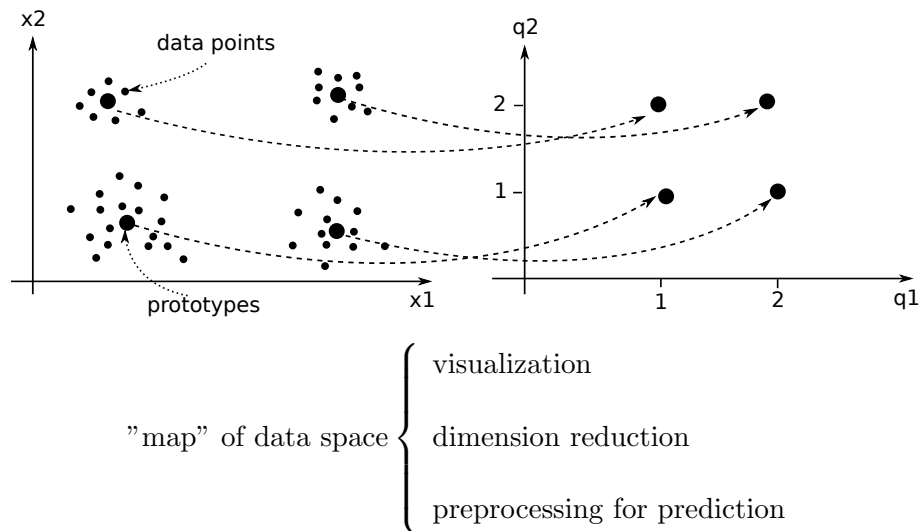 x2
data points
prototypes
x1
q2
2
1
1
2
q1
”map” of data space
visualization
dimension reduction
preprocessing for prediction